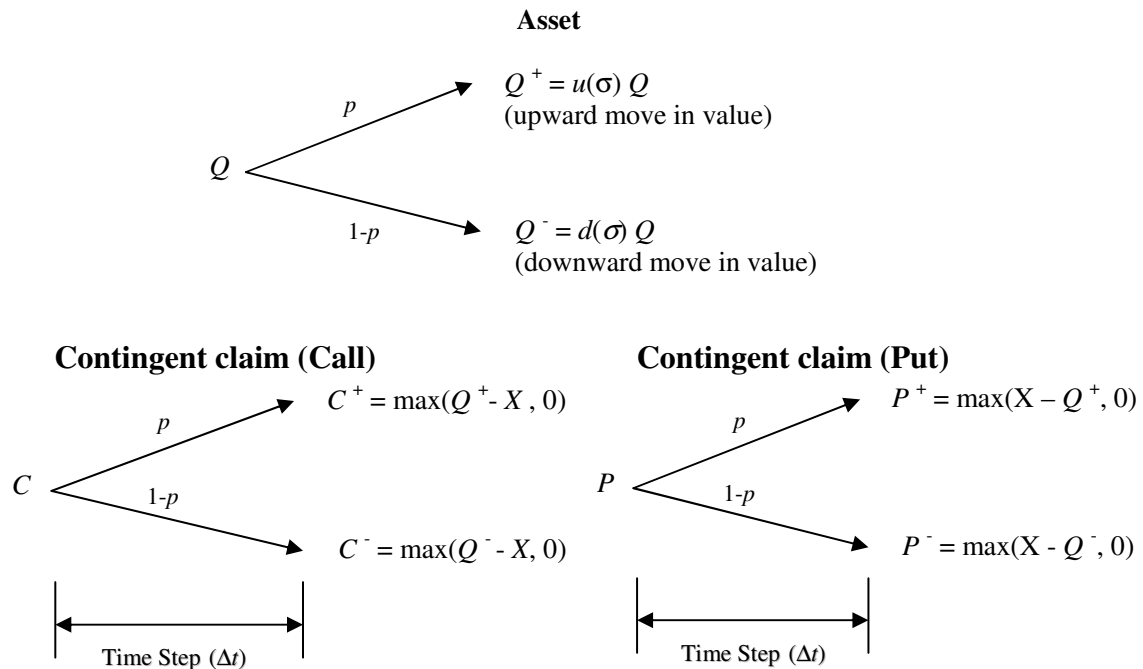 Asset
Q + = u(σ) Q
(upward move in value)
p
Q
1-p
Q - = d(σ) Q
(downward move in value)
Contingent claim (Call)
C + = max(Q + - X , 0)
p
C
1-p
C - = max(Q - - X, 0)
Time Step (Δt)
Contingent claim (Put)
P + = max(X – Q +, 0)
p
P
1-p
P - = max(X - Q -, 0)
Time Step (Δt)